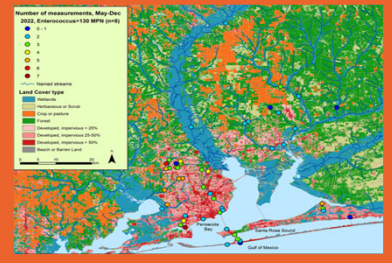 Number of measurements, May-Dec
2022, Enterococcus>130 MPN (n=8)
0 - 1
2
3
4
5
6
7
Named streams
Land Cover type
Wetlands
Herbaceous or Scrub
Crop or pasture
Forest
Developed, impervious < 25%
Developed, impervious 25-50%
Developed, impervious > 50%
Beach or Barren Land
Pensacola
Bay
Santa Rosa Sound
Gulf of Mexico